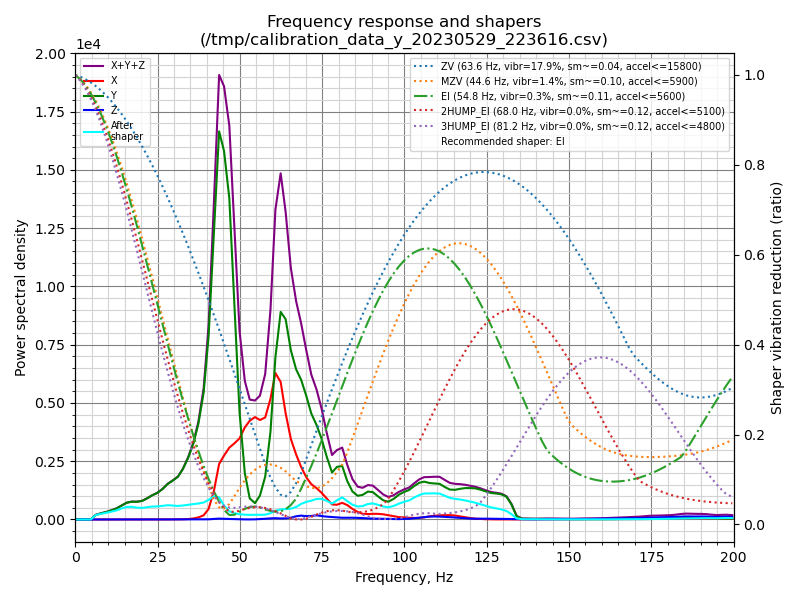 Frequency response and shapers
(/tmp/calibration_data_y_20230529_223616.csv)
1e4
2.00
1.75
1.50
1.25
1.00
0.75
0.50
0.25
0.00
Power spectral density
X+Y+Z
X
Y
Z
After
shaper
ZV (63.6 Hz, vibr=17.9%, sm~=0.04, accel<=15800)
MZV (44.6 Hz, vibr=1.4%, sm~=0.10, accel<=5900)
EI (54.8 Hz, vibr=0.3%, sm~=0.11, accel<=5600)
2HUMP_EI (68.0 Hz, vibr=0.0%, sm~=0.12, accel<=5100)
3HUMP_EI (81.2 Hz, vibr=0.0%, sm~=0.12, accel<=4800)
Recommended shaper: EI
1.0
0.8
0.6
0.4
0.2
0.0
Shaper vibration reduction (ratio)
0 25 50 75 100 125 150 175 200
Frequency, Hz